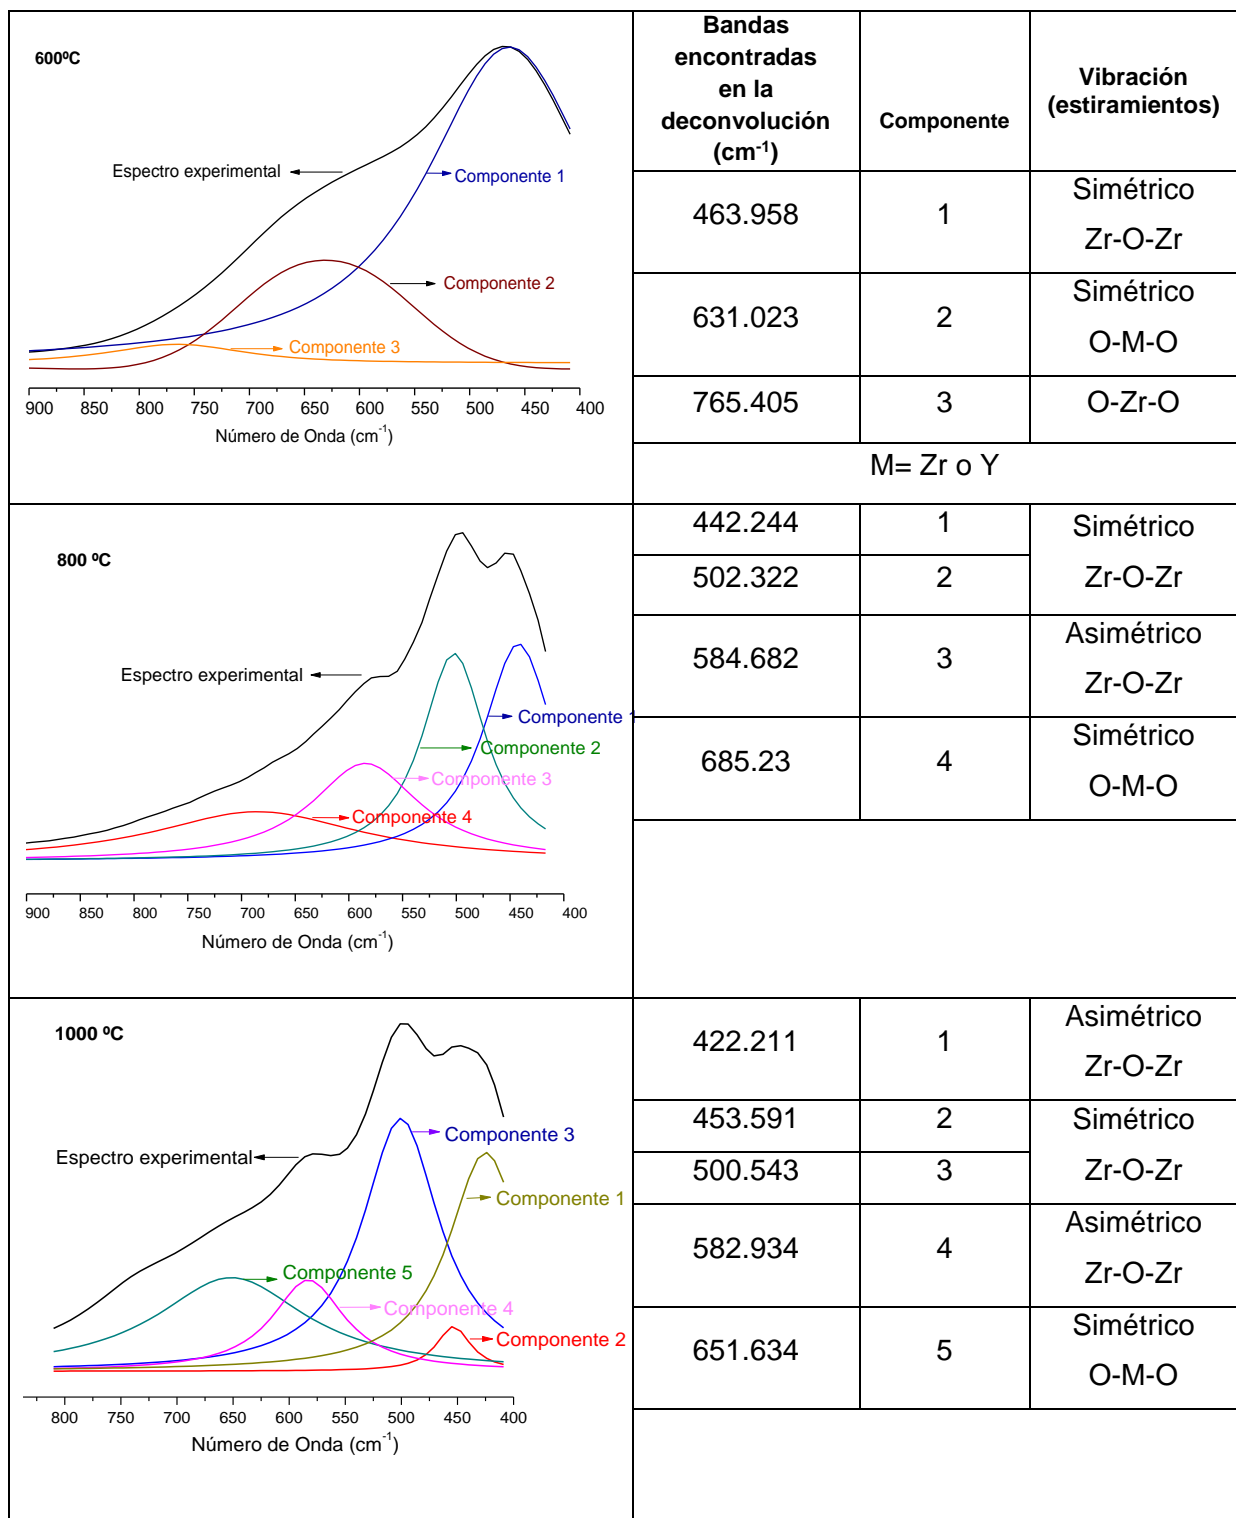 600ºC
Espectro experimental
Componente 1
Componente 2
Componente 3
900 850 800 750 700 650 600 550 500 450 400
Número de Onda (cm-1)
Bandas
encontradas
en la
deconvolución
(cm-1)
Componente
Vibración
(estiramientos)
463.958 1 Simétrico
Zr-O-Zr
631.023 2 Simétrico
O-M-O
765.405 3 O-Zr-O
M= Zr o Y
800 ºC
Espectro experimental
Componente 1
Componente 2
Componente 3
Componente 4
900 850 800 750 700 650 600 550 500 450 400
Número de Onda (cm-1)
442.244 1 Simétrico
502.322 2 Zr-O-Zr
584.682 3 Asimétrico
Zr-O-Zr
685.23 4 Simétrico
O-M-O
1000 ºC
Espectro experimental
Componente 3
Componente 1
Componente 5
Componente 4
Componente 2
800 750 700 650 600 550 500 450 400
Número de Onda (cm-1)
422.211 1 Asimétrico
Zr-O-Zr
453.591 2 Simétrico
500.543 3 Zr-O-Zr
582.934 4 Asimétrico
Zr-O-Zr
651.634 5 Simétrico
O-M-O